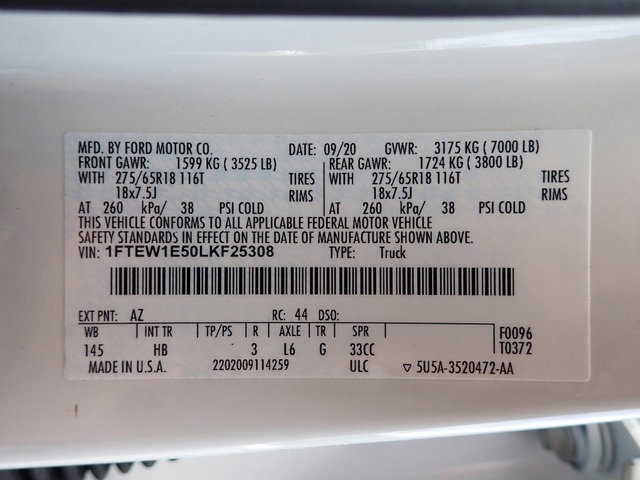 MFD. BY FORD MOTOR CO. DATE: 09/20 GVWR: 3175 KG ( 7000 LB)
FRONT GAWR: 1599 KG ( 3525 LB) REAR GAWR: 1724 KG ( 3800 LB)
WITH 275/65R18 116T TIRES WITH 275/65R18 116T TIRES
18x7.5J RIMS 18x7.5J RIMS
AT 260 kPa/ 38 PSI COLD AT 260 kPa/ 38 PSI COLD
THIS VEHICLE CONFORMS TO ALL APPLICABLE FEDERAL MOTOR VEHICLE
SAFETY STANDARDS IN EFFECT ON THE DATE OF MANUFACTURE SHOWN ABOVE.
VIN: 1FTEW1E50LKF25308 TYPE: Truck
EXT PNT: AZ RC: 44 DSO:
WB INT TR TP/PS R AXLE TR SPR F0096
145 HB 3 L6 G 33CC T0372
MADE IN U.S.A. 2202009114259 ULC ▽ 5U5A-3520472-AA